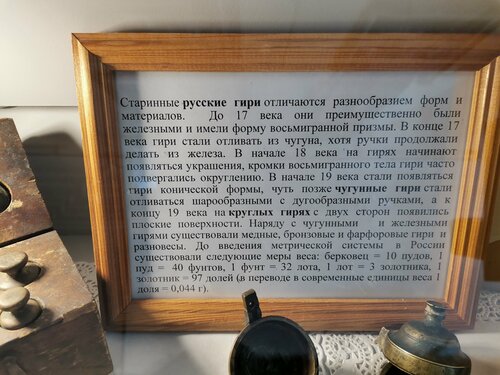 Старинные русские гири отличаются разнообразием форм и
материалов. До 17 века они преимущественно были
железными и имели форму восьмигранной призмы. В конце 17
века гири стали отливать из чугуна, хотя ручки продолжали
делать из железа. В начале 18 века на гирях начинают
появляться украшения, кромки восьмигранного тела гири часто
подвергались округлению. В начале 19 века стали появляться
гири конической формы, чуть позже чугунные гири стали
отливаться шарообразными с дугообразными ручками, а к
концу 19 века на круглых гирях с двух сторон появились
плоские поверхности. Наряду с чугунными и железными
гирями существовали медные, бронзовые и фарфоровые гири и
разновесы. До введения метрической системы в России
существовали следующие меры веса: берковец = 10 пудов, 1
пуд = 40 фунтов, 1 фунт = 32 лота, 1 лот = 3 золотника, 1
золотник = 97 долей (в переводе в современные единицы веса 1
доля = 0,044 г).